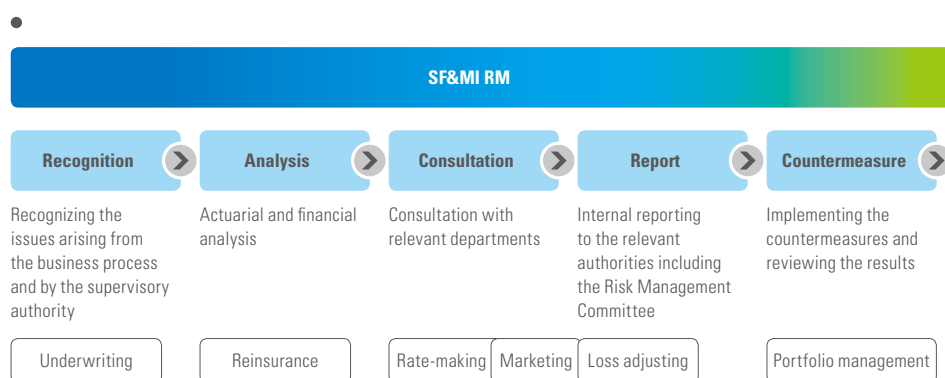 SF&MI RM
Recognition
Analysis
Consultation
Report
Countermeasure
Recognizing the
issues arising from
the business process
and by the supervisory
authority
Actuarial and financial
analysis
Consultation with
relevant departments
Internal reporting
to the relevant
authorities including
the Risk Management
Committee
Implementing the
countermeasures and
reviewing the results
Underwriting
Reinsurance
Rate-making
Marketing
Loss adjusting
Portfolio management